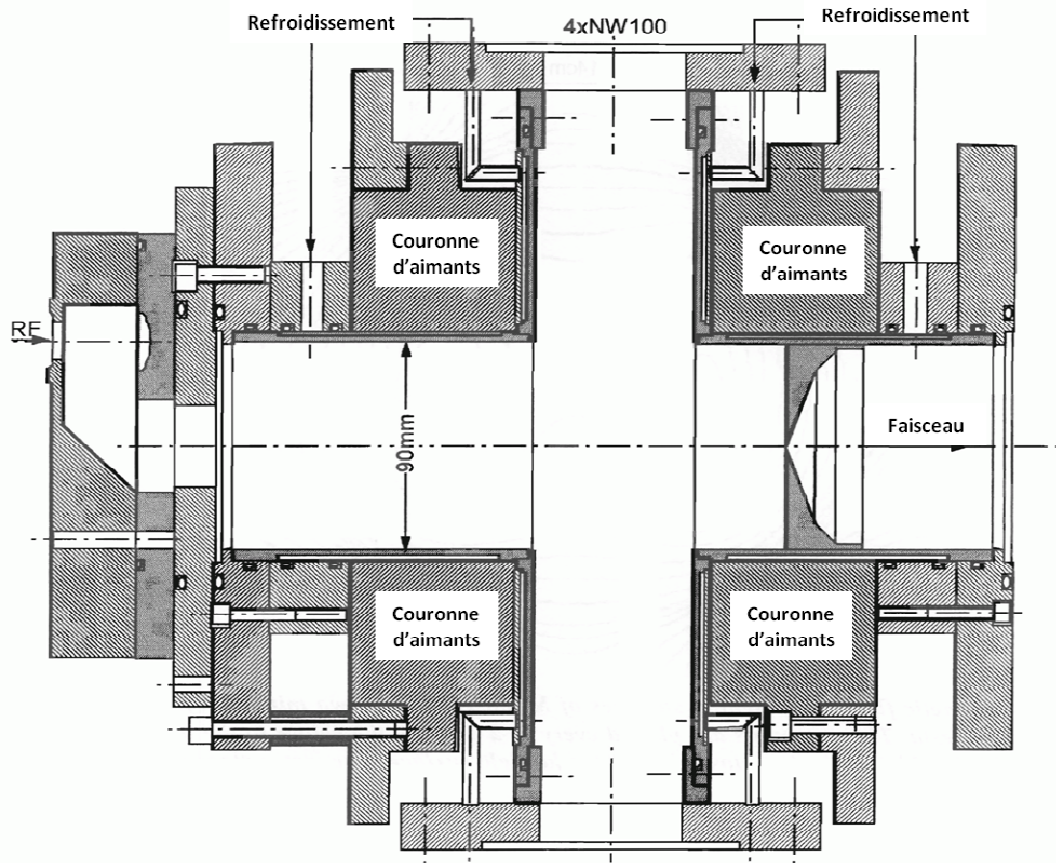 Refroidissement
4xNW100
Refroidissement
Couronne
d'aimants
Couronne
d'aimants
RF
90mm
Faisceau
Couronne
d'aimants
Couronne
d'aimants